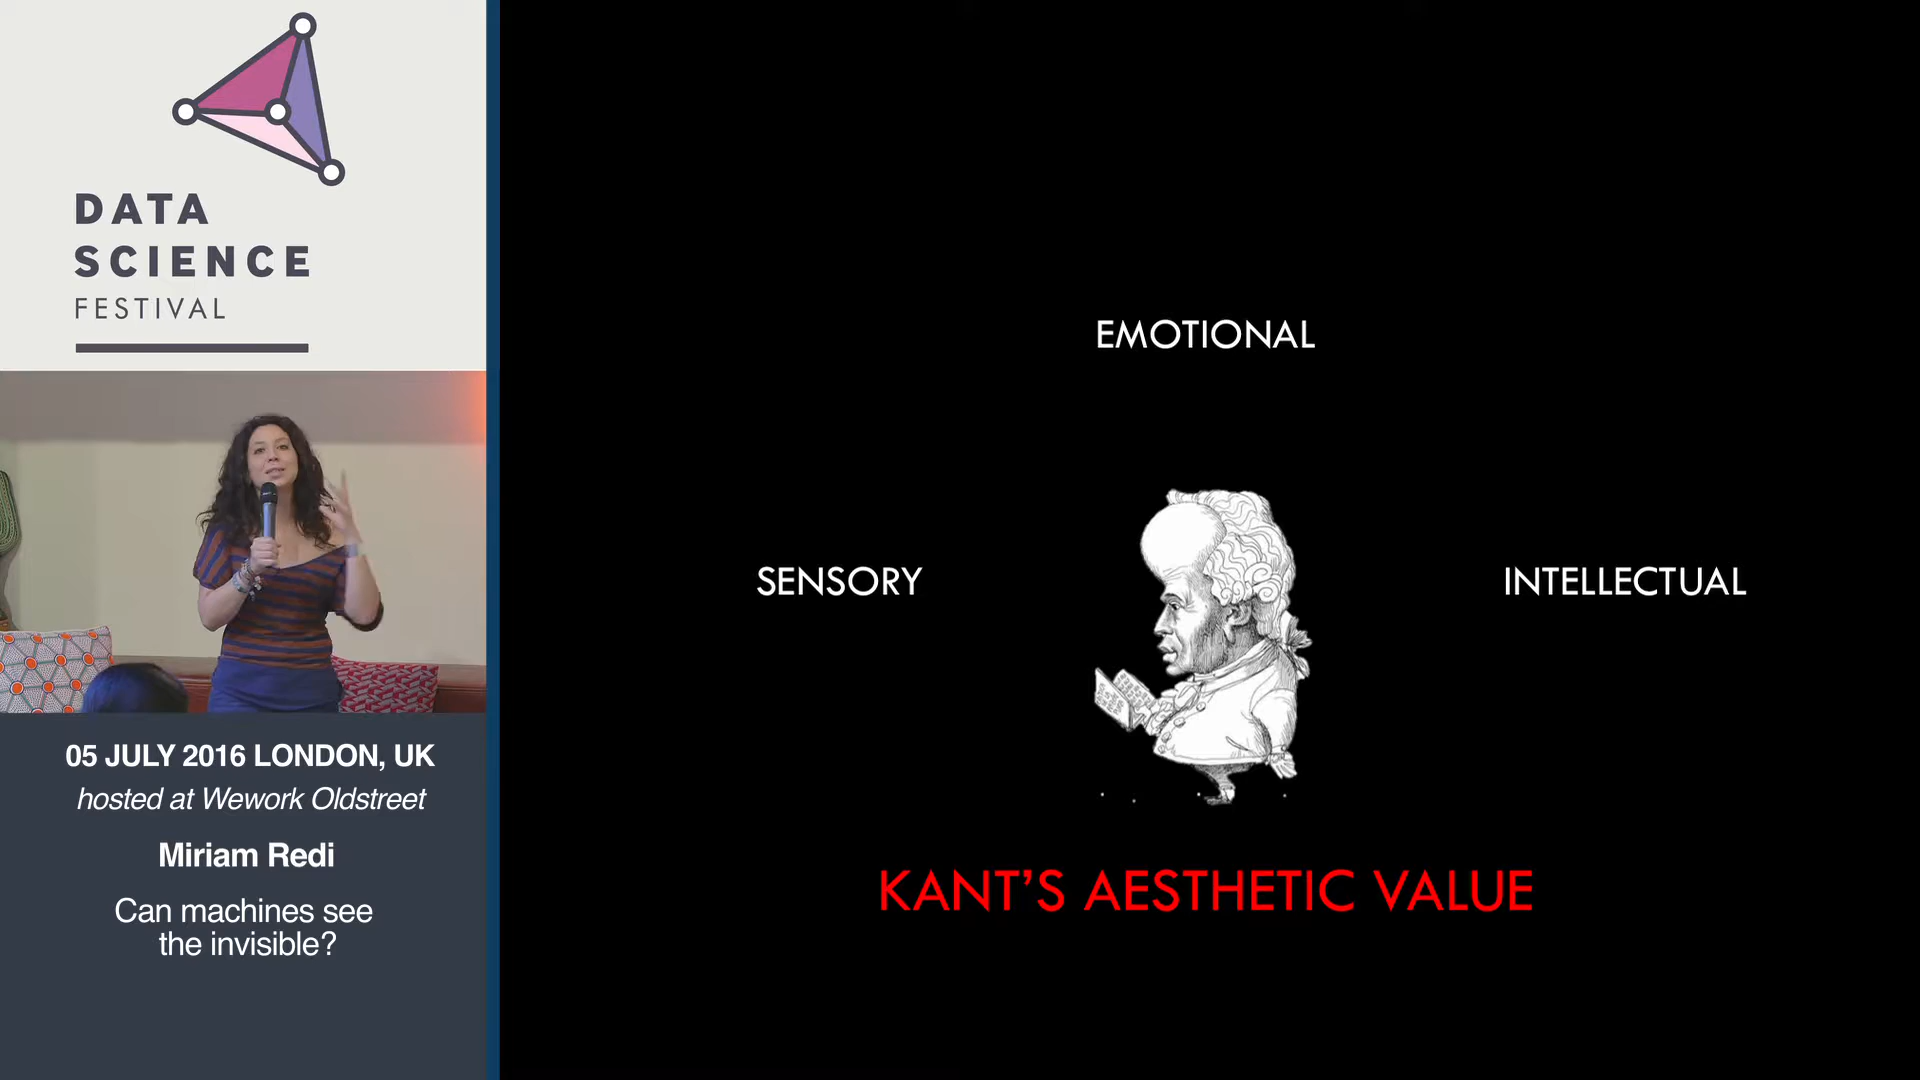 DATA
SCIENCE
FESTIVAL
05 JULY 2016 LONDON, UK
hosted at Wework Oldstreet
Miriam Redi
Can machines see
the invisible?
EMOTIONAL
SENSORY
INTELLECTUAL
KANT'S AESTHETIC VALUE